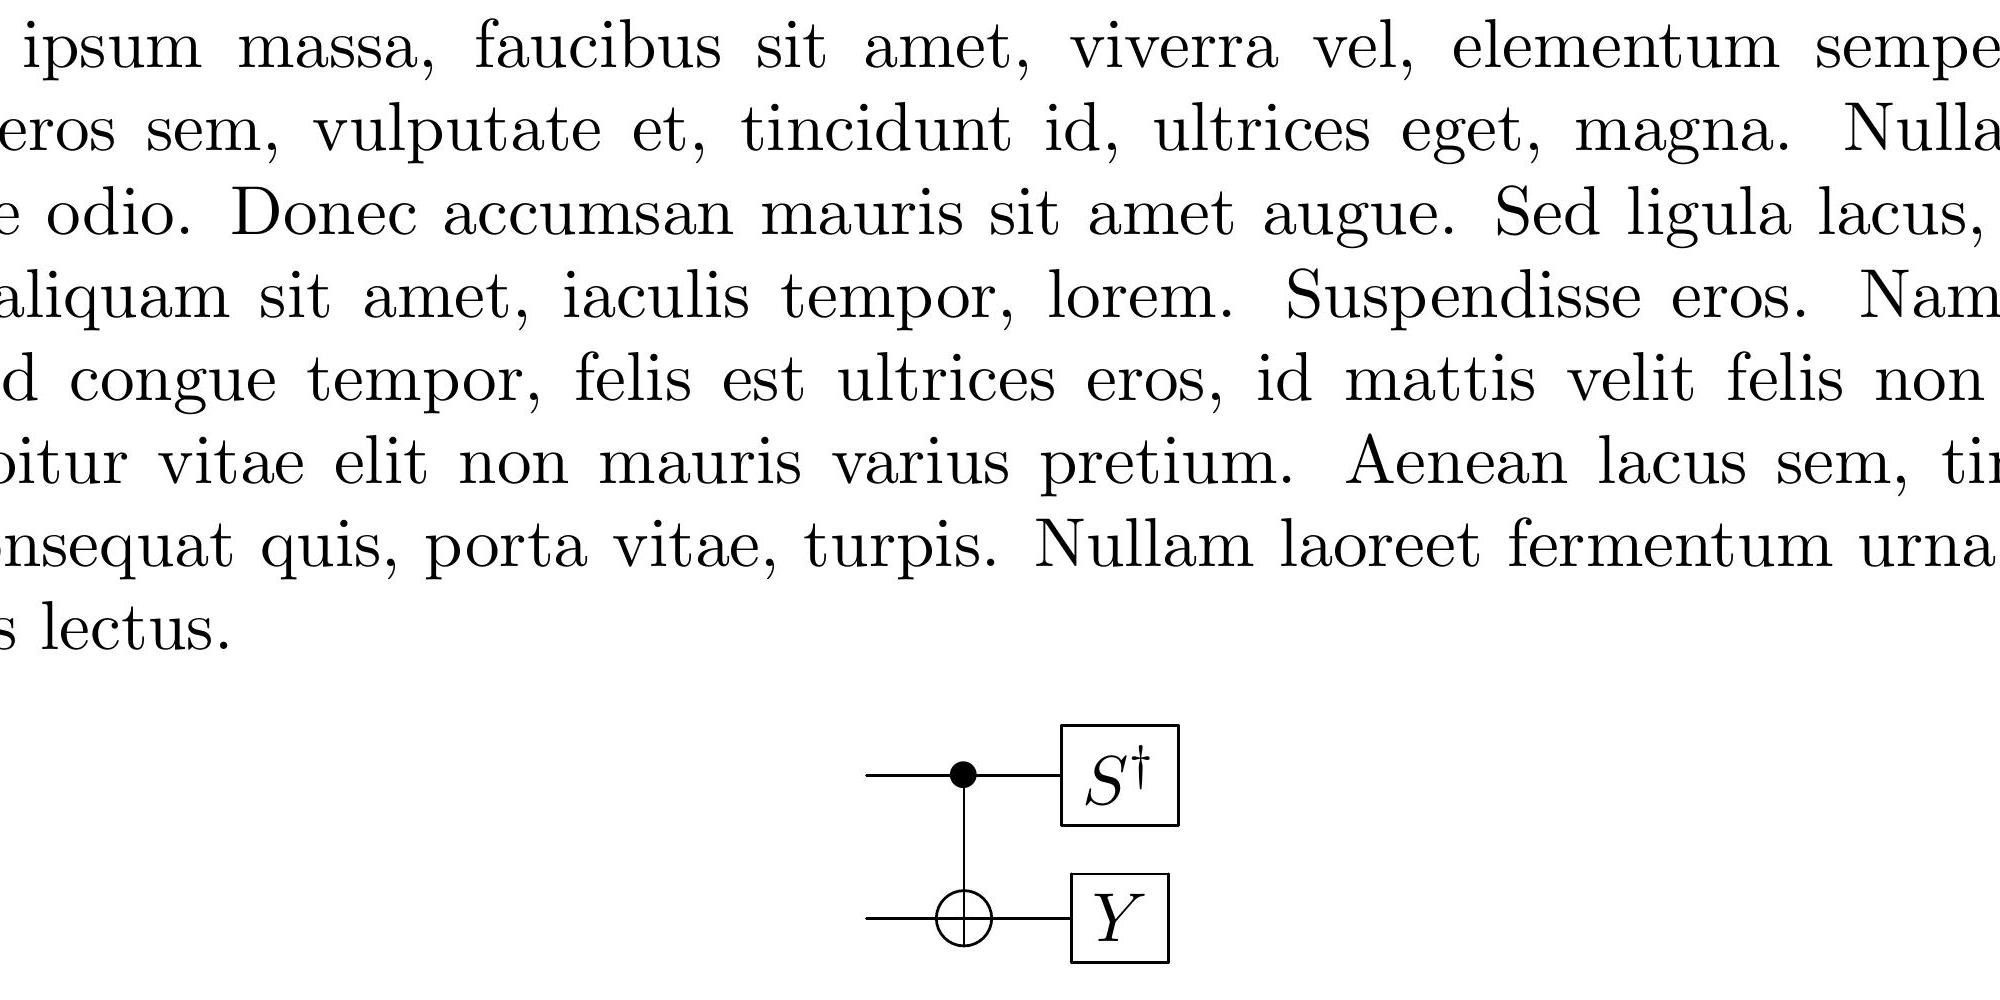 ipsum massa, faucibus sit amet, viverra vel, elementum sempe
eros sem, vulputate et, tincidunt id, ultrices eget, magna. Nulla
e odio. Donec accumsan mauris sit amet augue. Sed ligula lacus,
aliquam sit amet, iaculis tempor, lorem. Suspendisse eros. Nam
d congue tempor, felis est ultrices eros, id mattis velit felis non
bitur vitae elit non mauris varius pretium. Aenean lacus sem, tin
onsequat quis, porta vitae, turpis. Nullam laoreet fermentum urna
s lectus.
S†
Y